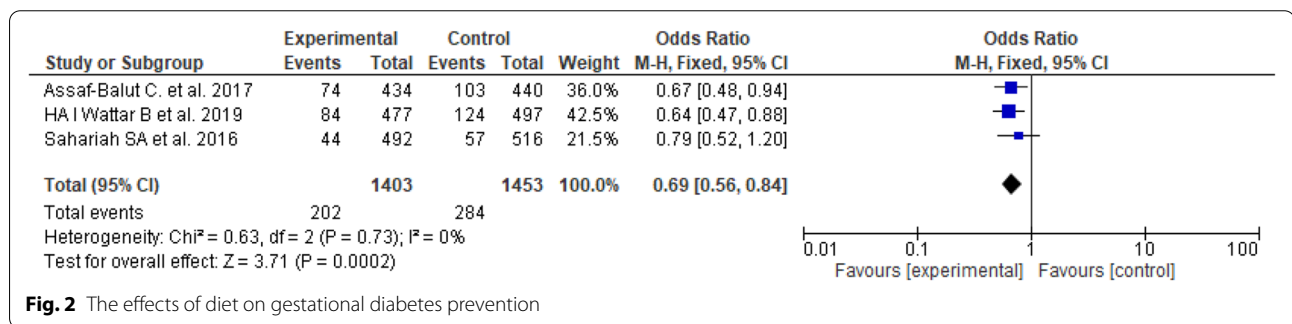 Experimental Control Odds Ratio Odds Ratio
Study or Subgroup Events Total Events Total Weight M-H, Fixed, 95% CI M-H, Fixed, 95% CI
Assaf-Balut C. et al. 2017 74 434 103 440 36.0% 0.67 [0.48, 0.94]
HA l Wattar B et al. 2019 84 477 124 497 42.5% 0.64 [0.47, 0.88]
Sahariah SA et al. 2016 44 492 57 516 21.5% 0.79 [0.52, 1.20]
Total (95% CI) 1403 1453 100.0% 0.69 [0.56, 0.84]
Total events 202 284
Heterogeneity: Chi² = 0.63, df = 2 (P = 0.73); I² = 0%
Test for overall effect: Z = 3.71 (P = 0.0002)
0.01 0.1 1 10 100
Favours [experimental] Favours [control]
Fig. 2 The effects of diet on gestational diabetes prevention